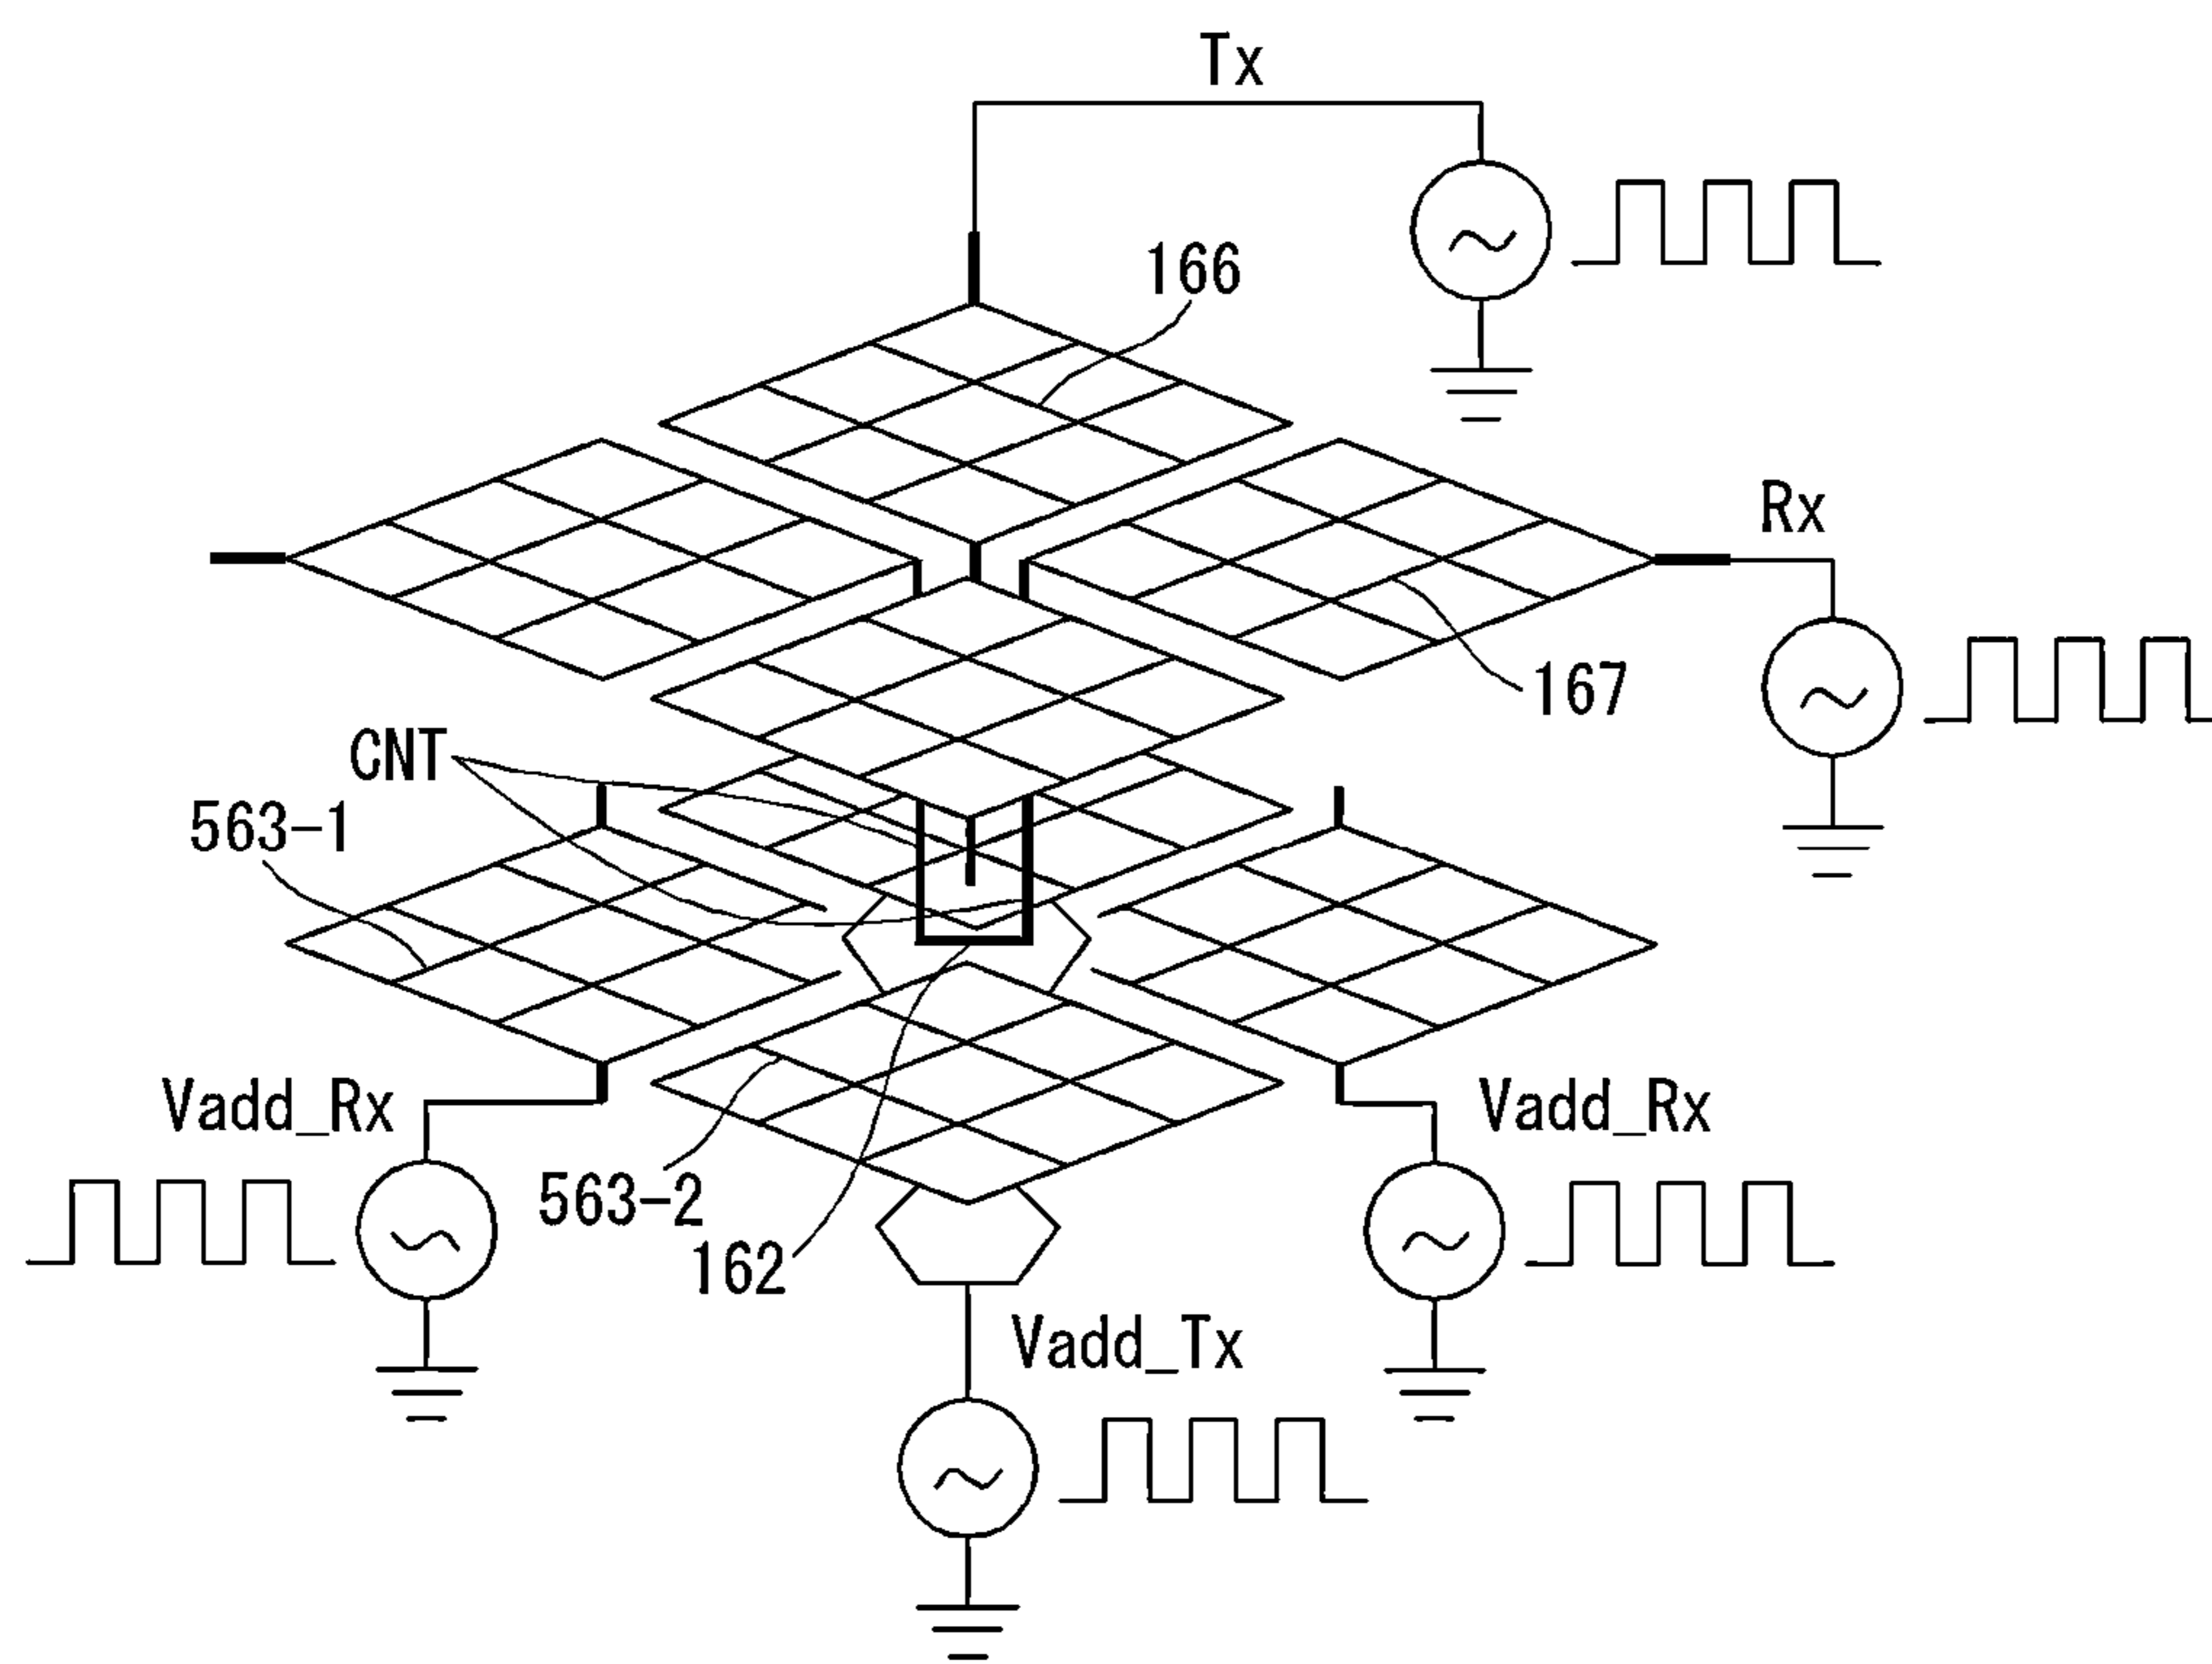 Tx
166
Rx
167
CNT
563-1
Vadd_Rx
Vadd_Rx
563-2
162
Vadd_Tx